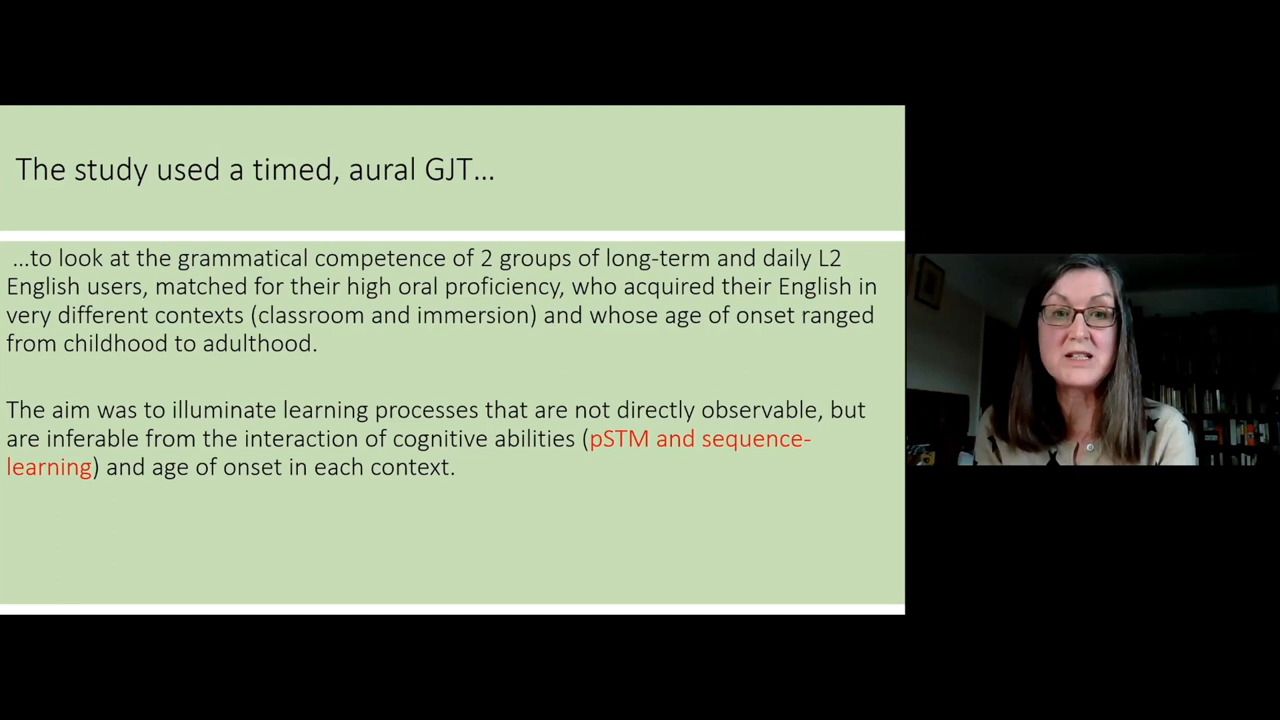 The study used a timed, aural GJT...
...to look at the grammatical competence of 2 groups of long-term and daily L2
English users, matched for their high oral proficiency, who acquired their English in
very different contexts (classroom and immersion) and whose age of onset ranged
from childhood to adulthood.
The aim was to illuminate learning processes that are not directly observable, but
are inferable from the interaction of cognitive abilities (pSTM and sequence-
learning) and age of onset in each context.